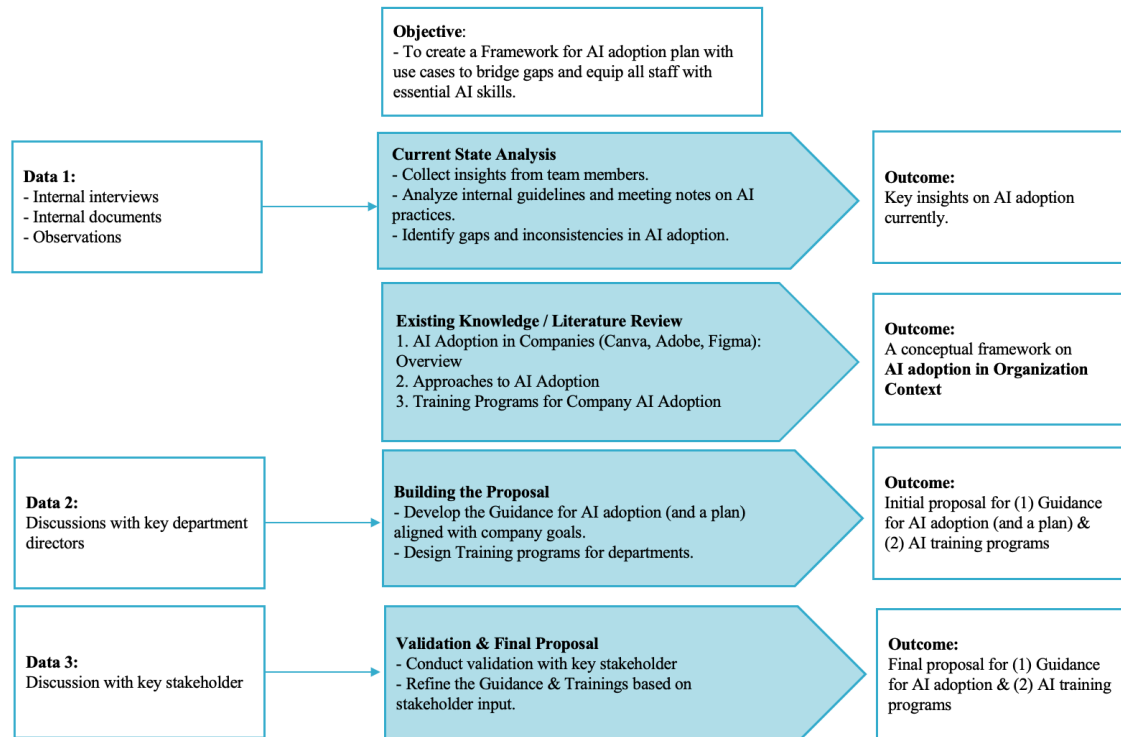 Objective:
- To create a Framework for AI adoption plan with
use cases to bridge gaps and equip all staff with
essential AI skills.
Data 1:
- Internal interviews
- Internal documents
- Observations
Current State Analysis
- Collect insights from team members.
- Analyze internal guidelines and meeting notes on AI
practices.
- Identify gaps and inconsistencies in AI adoption.
Outcome:
Key insights on AI adoption
currently.
Existing Knowledge / Literature Review
1. AI Adoption in Companies (Canva, Adobe, Figma):
Overview
2. Approaches to AI Adoption
3. Training Programs for Company AI Adoption
Outcome:
A conceptual framework on
AI adoption in Organization
Context
Data 2:
Discussions with key department
directors
Building the Proposal
- Develop the Guidance for AI adoption (and a plan)
aligned with company goals.
- Design Training programs for departments.
Outcome:
Initial proposal for (1) Guidance
for AI adoption (and a plan) &
(2) AI training programs
Data 3:
Discussion with key stakeholder
Validation & Final Proposal
- Conduct validation with key stakeholder
- Refine the Guidance & Trainings based on
stakeholder input.
Outcome:
Final proposal for (1) Guidance
for AI adoption & (2) AI training
programs